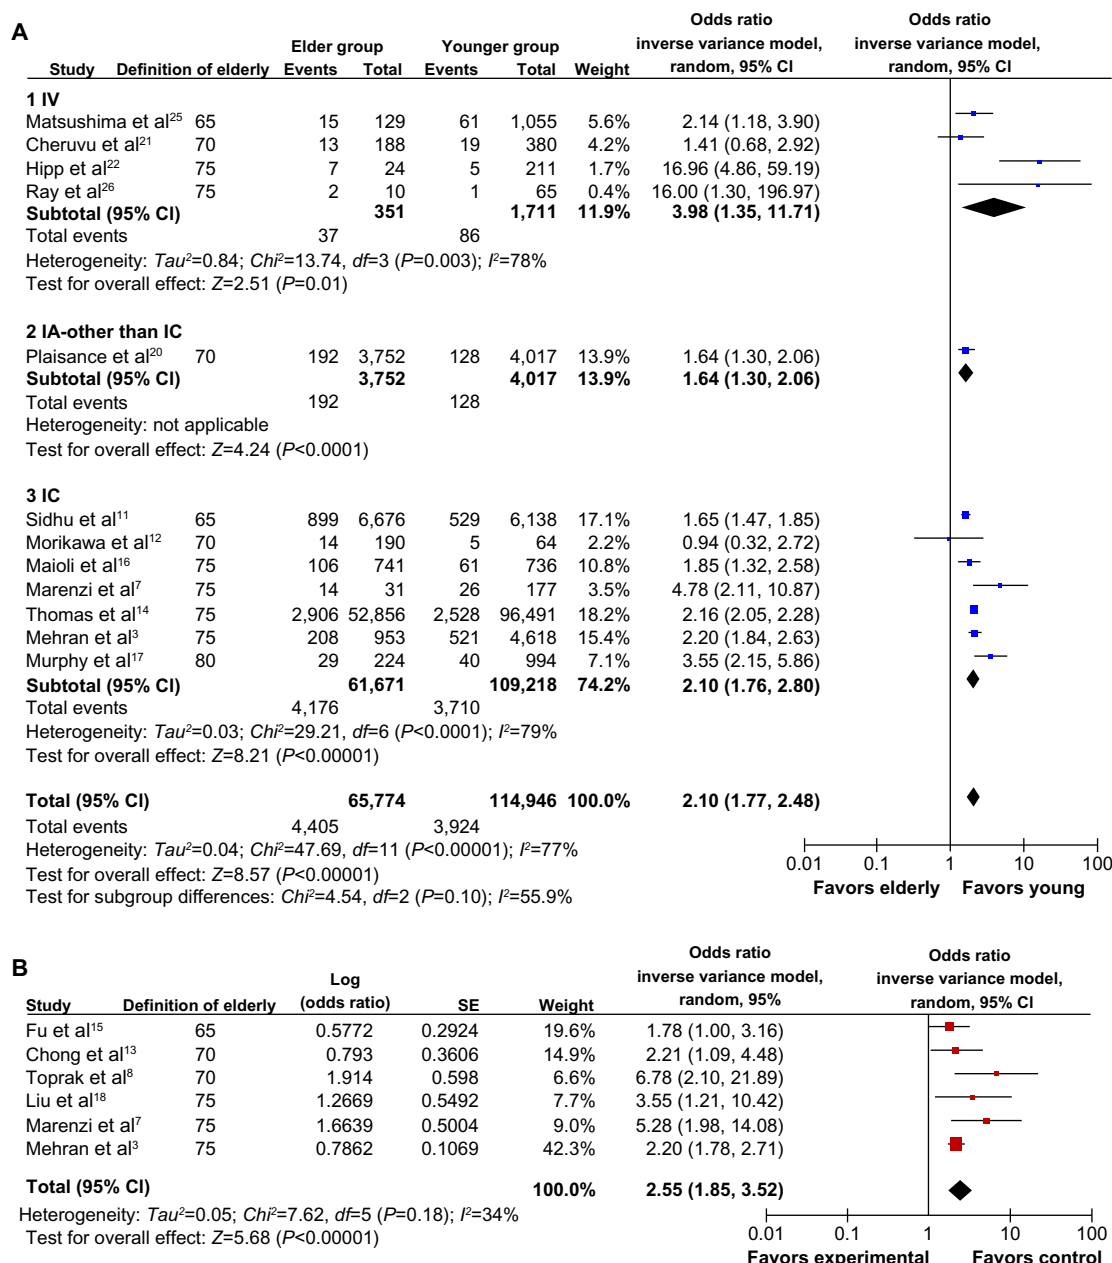 A
Odds ratio Odds ratio
Elder group Younger group inverse variance model, inverse variance model,
Study Definition of elderly Events Total Events Total Weight random, 95% CI random, 95% CI
1 IV
Matsushima et al25 65 15 129 61 1,055 5.6% 2.14 (1.18, 3.90)
Cheruvu et al21 70 13 188 19 380 4.2% 1.41 (0.68, 2.92)
Hipp et al22 75 7 24 5 211 1.7% 16.96 (4.86, 59.19)
Ray et al26 75 2 10 1 65 0.4% 16.00 (1.30, 196.97)
Subtotal (95% CI) 351 1,711 11.9% 3.98 (1.35, 11.71)
Total events 37 86
Heterogeneity: Tau2=0.84; Chi2=13.74, df=3 (P=0.003); I2=78%
Test for overall effect: Z=2.51 (P=0.01)
2 IA-other than IC
Plaisance et al20 70 192 3,752 128 4,017 13.9% 1.64 (1.30, 2.06)
Subtotal (95% CI) 3,752 4,017 13.9% 1.64 (1.30, 2.06)
Total events 192 128
Heterogeneity: not applicable
Test for overall effect: Z=4.24 (P<0.0001)
3 IC
Sidhu et al11 65 899 6,676 529 6,138 17.1% 1.65 (1.47, 1.85)
Morikawa et al12 70 14 190 5 64 2.2% 0.94 (0.32, 2.72)
Maioli et al16 75 106 741 61 736 10.8% 1.85 (1.32, 2.58)
Marenzi et al7 75 14 31 26 177 3.5% 4.78 (2.11, 10.87)
Thomas et al14 75 2,906 52,856 2,528 96,491 18.2% 2.16 (2.05, 2.28)
Mehran et al3 75 208 953 521 4,618 15.4% 2.20 (1.84, 2.63)
Murphy et al17 80 29 224 40 994 7.1% 3.55 (2.15, 5.86)
Subtotal (95% CI) 61,671 109,218 74.2% 2.10 (1.76, 2.80)
Total events 4,176 3,710
Heterogeneity: Tau2=0.03; Chi2=29.21, df=6 (P<0.0001); I2=79%
Test for overall effect: Z=8.21 (P<0.00001)
Total (95% CI) 65,774 114,946 100.0% 2.10 (1.77, 2.48)
Total events 4,405 3,924
Heterogeneity: Tau2=0.04; Chi2=47.69, df=11 (P<0.00001); I2=77%
Test for overall effect: Z=8.57 (P<0.00001)
Test for subgroup differences: Chi2=4.54, df=2 (P=0.10); I2=55.9%
0.01 0.1 1 10 100
Favors elderly Favors young
B
Odds ratio Odds ratio
Log inverse variance model, inverse variance model,
Study Definition of elderly (odds ratio) SE Weight random, 95% random, 95% CI
Fu et al15 65 0.5772 0.2924 19.6% 1.78 (1.00, 3.16)
Chong et al13 70 0.793 0.3606 14.9% 2.21 (1.09, 4.48)
Toprak et al8 70 1.914 0.598 6.6% 6.78 (2.10, 21.89)
Liu et al18 75 1.2669 0.5492 7.7% 3.55 (1.21, 10.42)
Marenzi et al7 75 1.6639 0.5004 9.0% 5.28 (1.98, 14.08)
Mehran et al3 75 0.7862 0.1069 42.3% 2.20 (1.78, 2.71)
Total (95% CI) 100.0% 2.55 (1.85, 3.52)
Heterogeneity: Tau2=0.05; Chi2=7.62, df=5 (P=0.18); I2=34%
Test for overall effect: Z=5.68 (P<0.00001)
0.01 0.1 1 10 100
Favors experimental Favors control